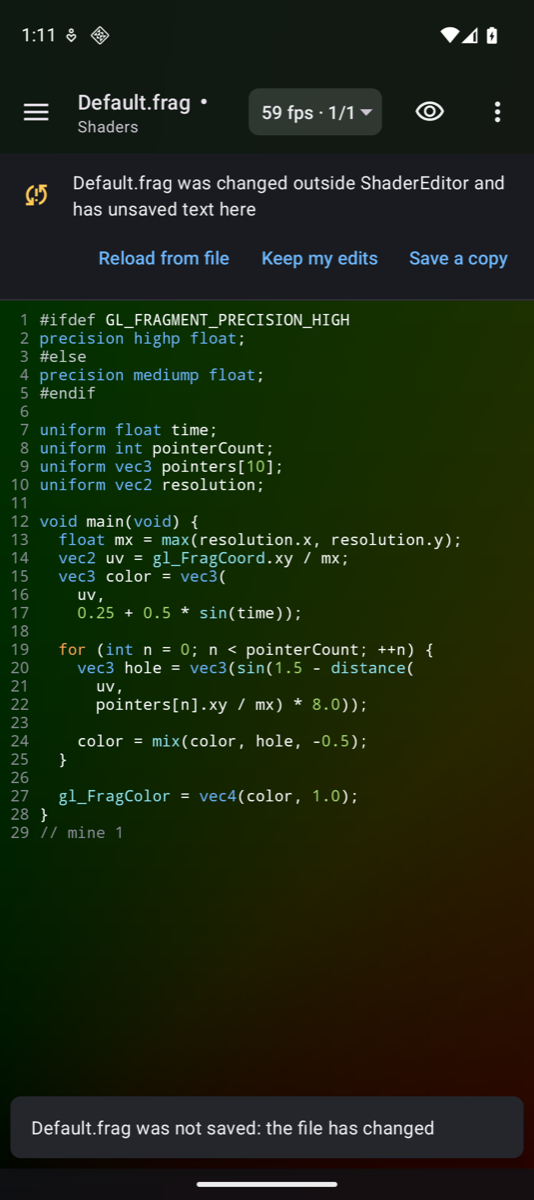 1:11
Default.frag •
Shaders
59 fps · 1/1
Default.frag was changed outside ShaderEditor and
has unsaved text here
Reload from file Keep my edits Save a copy
1 #ifdef GL_FRAGMENT_PRECISION_HIGH
2 precision highp float;
3 #else
4 precision mediump float;
5 #endif
6
7 uniform float time;
8 uniform int pointerCount;
9 uniform vec3 pointers[10];
10 uniform vec2 resolution;
11
12 void main(void) {
13   float mx = max(resolution.x, resolution.y);
14   vec2 uv = gl_FragCoord.xy / mx;
15   vec3 color = vec3(
16     uv,
17     0.25 + 0.5 * sin(time));
18
19   for (int n = 0; n < pointerCount; ++n) {
20     vec3 hole = vec3(sin(1.5 - distance(
21       uv,
22       pointers[n].xy / mx) * 8.0));
23
24     color = mix(color, hole, -0.5);
25   }
26
27   gl_FragColor = vec4(color, 1.0);
28 }
29 // mine 1
Default.frag was not saved: the file has changed